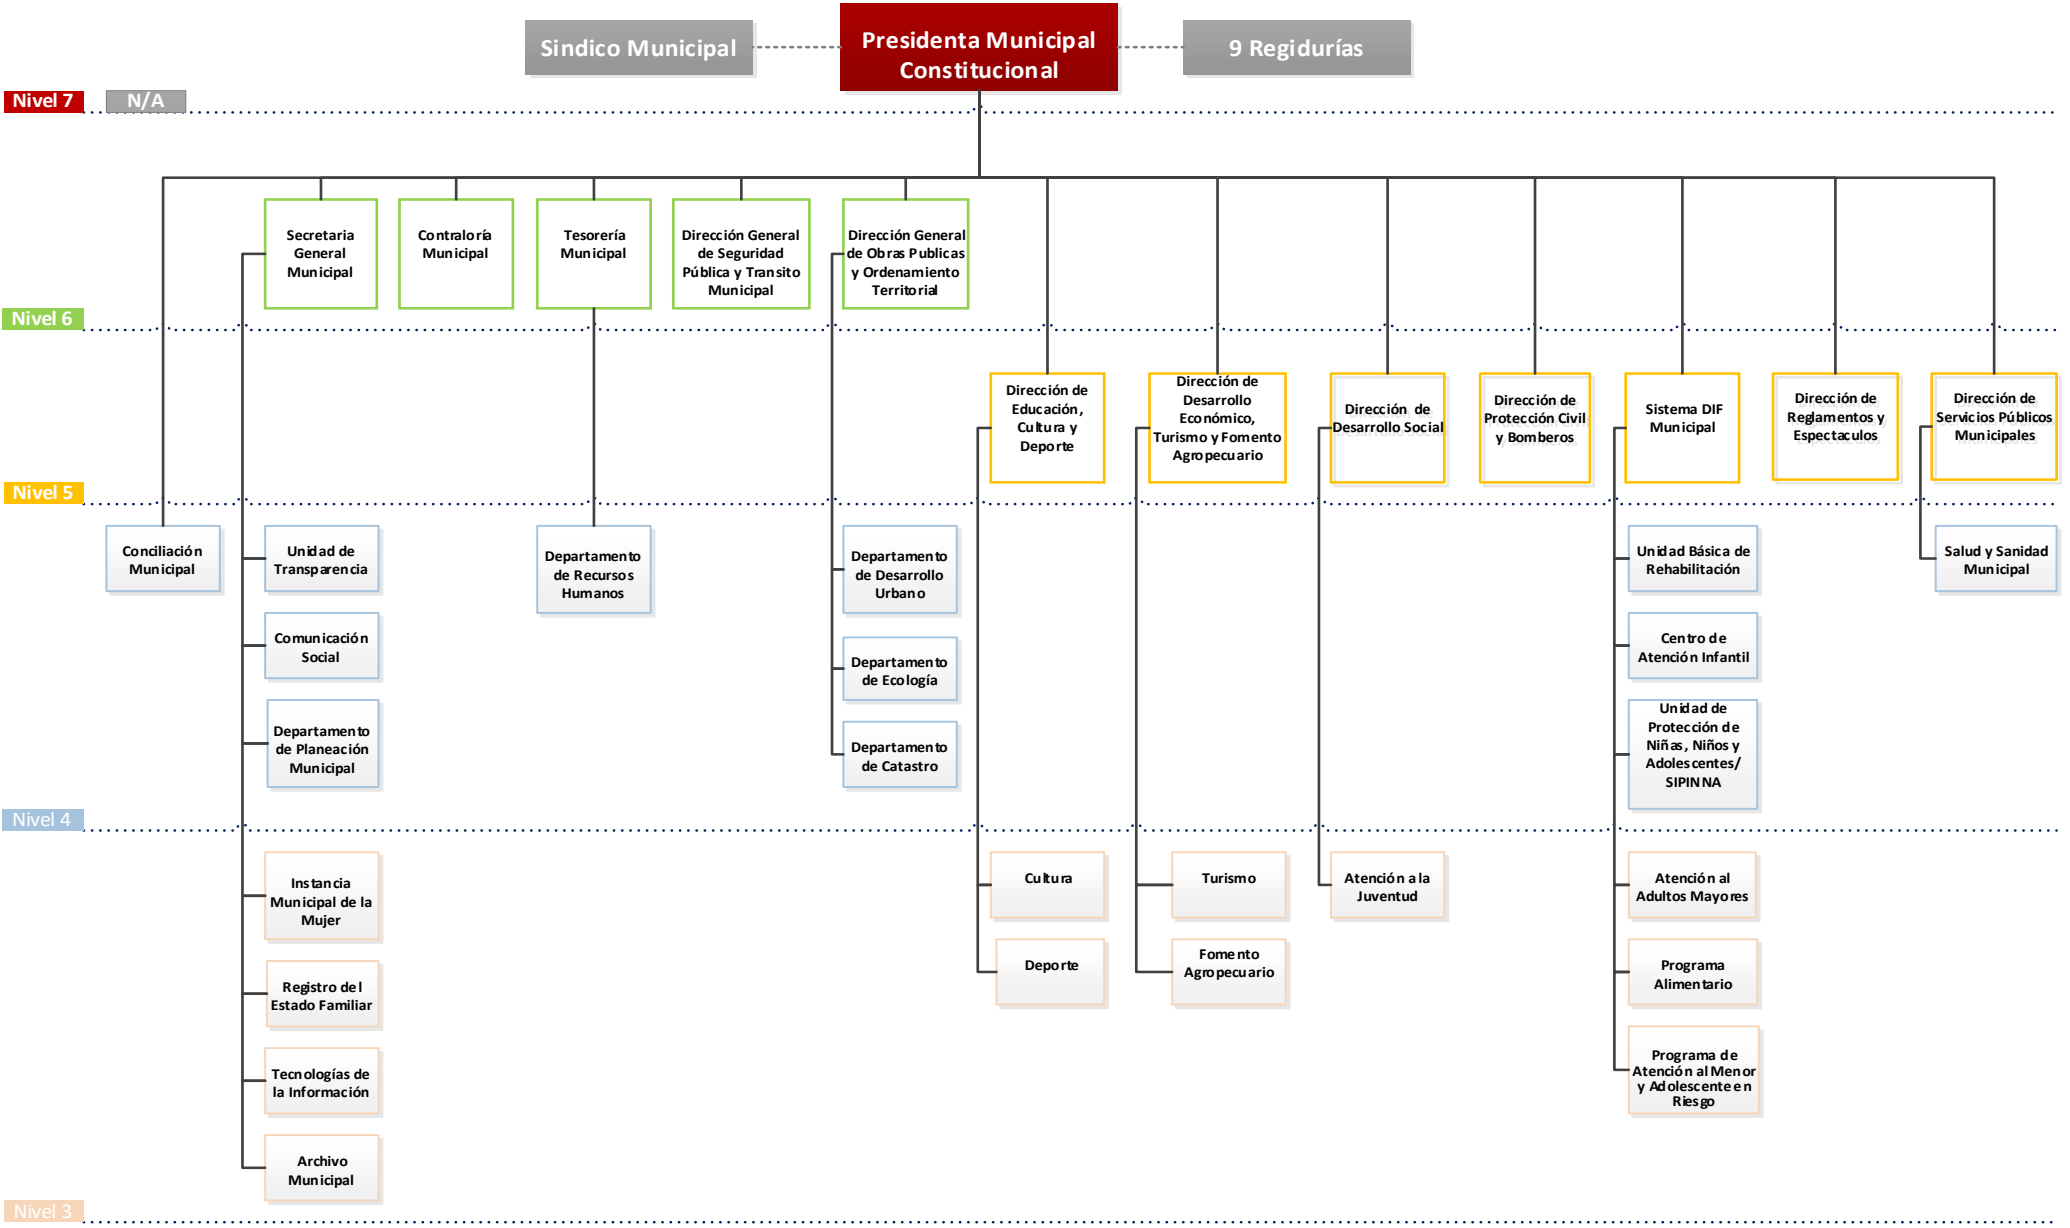 Sindico Municipal
Presidenta Municipal
Constitucional
9 Regidurías
Nivel 7
N/A
Secretaria
General
Municipal
Contraloría
Municipal
Tesorería
Municipal
Dirección General
de Seguridad
Pública y Transito
Municipal
Dirección General
de Obras Publicas
y Ordenamiento
Territorial
Nivel 6
Dirección de
Educación,
Cultura y
Deporte
Dirección de
Desarrollo
Económico,
Turismo y Fomento
Agropecuario
Dirección de
Desarrollo Social
Dirección de
Protección Civil
y Bomberos
Sistema DIF
Municipal
Dirección de
Reglamentos y
Espectaculos
Dirección de
Servicios Públicos
Municipales
Nivel 5
Conciliación
Municipal
Unidad de
Transparencia
Departamento
de Recursos
Humanos
Departamento
de Desarrollo
Urbano
Unidad Básica de
Rehabilitación
Salud y Sanidad
Municipal
Comunicación
Social
Departamento
de Ecología
Centro de
Atención Infantil
Departamento
de Planeación
Municipal
Departamento
de Catastro
Unidad de
Protección de
Niñas, Niños y
Adolescentes/
SIPINNA
Nivel 4
Instancia
Municipal de la
Mujer
Cultura
Turismo
Atención a la
Juventud
Atención al
Adultos Mayores
Registro del
Estado Familiar
Deporte
Fomento
Agropecuario
Programa
Alimentario
Tecnologías de
la Información
Programa de
Atención al Menor
y Adolescente en
Riesgo
Archivo
Municipal
Nivel 3